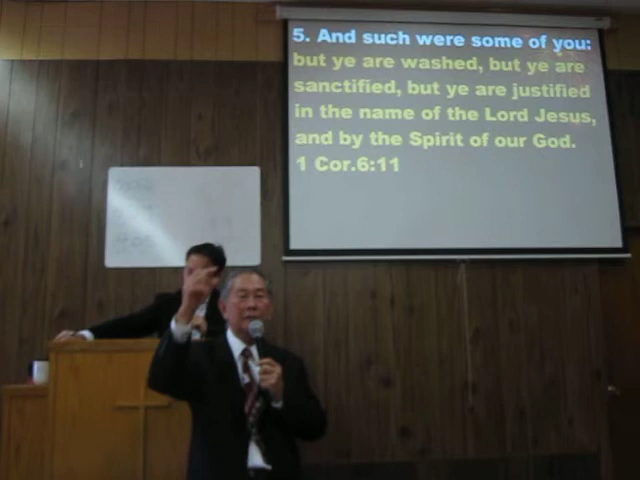 5. And such were some of you:
but ye are washed, but ye are
sanctified, but ye are justified
in the name of the Lord Jesus,
and by the Spirit of our God.
1 Cor.6:11